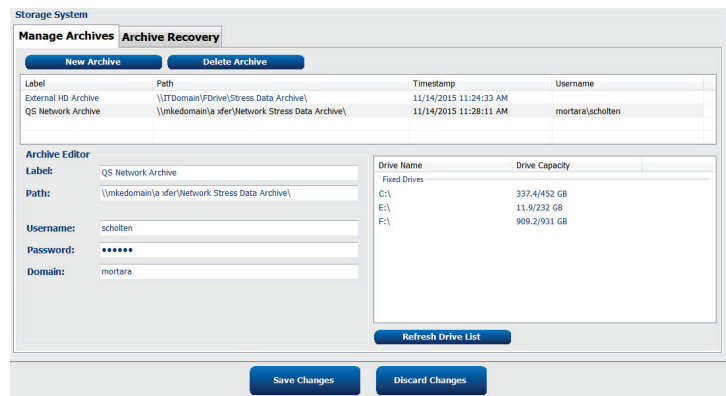 Storage System
Manage Archives Archive Recovery
New Archive Delete Archive
Label Path Timestamp Username
External HD Archive \\ITDomain\FDrive\Stress Data Archive\ 11/14/2015 11:24:33 AM
QS Network Archive \\mkedomain\a xfer\Network Stress Data Archive\ 11/14/2015 11:28:11 AM mortara\scholten
Archive Editor
Label: QS Network Archive
Path: \\mkedomain\a xfer\Network Stress Data Archive\
Username: scholten
Password: ••••••
Domain: mortara
Drive Name Drive Capacity
Fixed Drives
C:\ 337.4/452 GB
E:\ 11.9/232 GB
F:\ 909.2/931 GB
Refresh Drive List
Save Changes Discard Changes